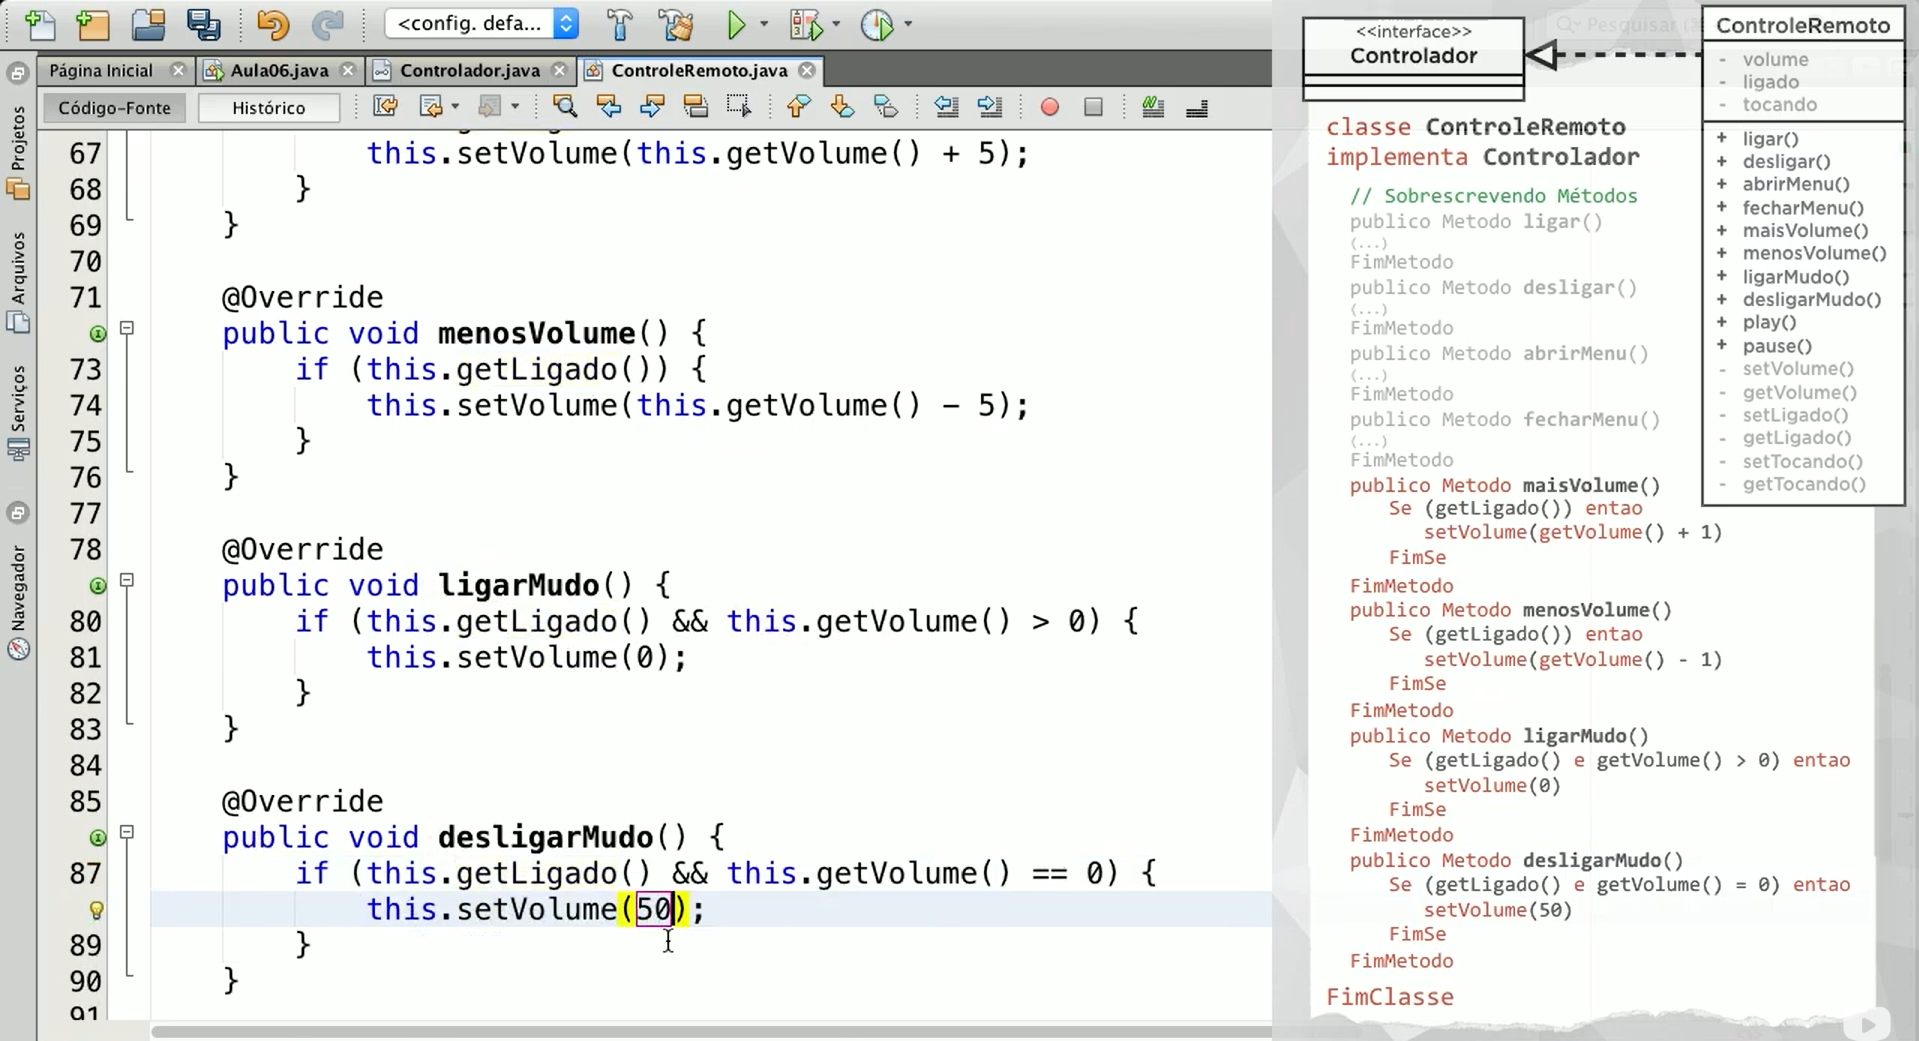 <config. defa...
Página Inicial
Aula06.java
Controlador.java
ControleRemoto.java
Código-Fonte
Histórico
Projetos
Arquivos
Serviços
Navegador
67 this.setVolume(this.getVolume() + 5);
68 }
69 }
70
71 @Override
public void menosVolume() {
73 if (this.getLigado()) {
74 this.setVolume(this.getVolume() - 5);
75 }
76 }
77
78 @Override
public void ligarMudo() {
80 if (this.getLigado() && this.getVolume() > 0) {
81 this.setVolume(0);
82 }
83 }
84
85 @Override
public void desligarMudo() {
87 if (this.getLigado() && this.getVolume() == 0) {
this.setVolume(50);
89 }
90 }
91
<<interface>>
Controlador
Pesquisar
ControleRemoto
- volume
- ligado
- tocando
+ ligar()
+ desligar()
+ abrirMenu()
+ fecharMenu()
+ maisVolume()
+ menosVolume()
+ ligarMudo()
+ desligarMudo()
+ play()
+ pause()
- setVolume()
- getVolume()
- setLigado()
- getLigado()
- setTocando()
- getTocando()
classe ControleRemoto
implementa Controlador
// Sobrescrevendo Métodos
publico Metodo ligar()
(...)
FimMetodo
publico Metodo desligar()
(...)
FimMetodo
publico Metodo abrirMenu()
(...)
FimMetodo
publico Metodo fecharMenu()
(...)
FimMetodo
publico Metodo maisVolume()
Se (getLigado()) entao
setVolume(getVolume() + 1)
FimSe
FimMetodo
publico Metodo menosVolume()
Se (getLigado()) entao
setVolume(getVolume() - 1)
FimSe
FimMetodo
publico Metodo ligarMudo()
Se (getLigado() e getVolume() > 0) entao
setVolume(0)
FimSe
FimMetodo
publico Metodo desligarMudo()
Se (getLigado() e getVolume() = 0) entao
setVolume(50)
FimSe
FimMetodo
FimClasse